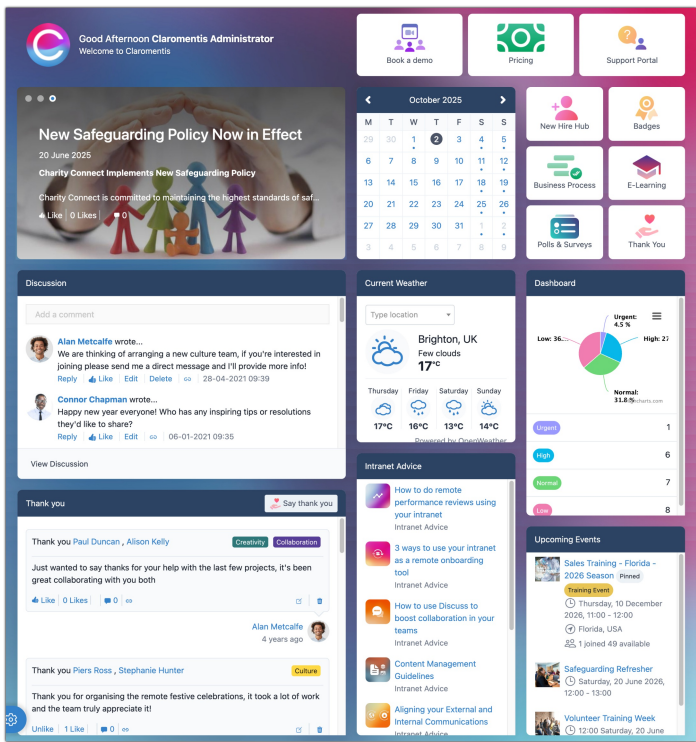 Good Afternoon Claromentis Administrator
Welcome to Claromentis
Book a demo
Pricing
Support Portal
New Safeguarding Policy Now in Effect
20 June 2025
Charity Connect Implements New Safeguarding Policy
Charity Connect is committed to maintaining the highest standards of saf...
Like 0 Likes 0
October 2025
M T W T F S S
29 30 1 2 3 4 5
6 7 8 9 10 11 12
13 14 15 16 17 18 19
20 21 22 23 24 25 26
27 28 29 30 31 1 2
3 4 5 6 7 8 9
New Hire Hub
Badges
Business Process
E-Learning
Polls & Surveys
Thank You
Discussion
Add a comment
Alan Metcalfe wrote...
We are thinking of arranging a new culture team, if you're interested in
joining please send me a direct message and I'll provide more info!
Reply Like Edit Delete 28-04-2021 09:39
Connor Chapman wrote...
Happy new year everyone! Who has any inspiring tips or resolutions
they'd like to share?
Reply Like Edit 06-01-2021 09:35
View Discussion
Current Weather
Type location
Brighton, UK
Few clouds
17°C
Thursday Friday Saturday Sunday
17°C 16°C 13°C 14°C
Powered by OpenWeather
Dashboard
Urgent:
4.5 %
Low: 36...
High: 27
Normal:
31.8 %
Urgent 1
High 6
Normal 7
Low 8
Thank you
Say thank you
Thank you Paul Duncan , Alison Kelly
Creativity Collaboration
Just wanted to say thanks for your help with the last few projects, it's been
great collaborating with you both
Like 0 Likes 0
Alan Metcalfe
4 years ago
Thank you Piers Ross , Stephanie Hunter
Culture
Thank you for organising the remote festive celebrations, it took a lot of work
and the team truly appreciate it!
Unlike 1 Like 0
Intranet Advice
How to do remote
performance reviews using
your intranet
Intranet Advice
3 ways to use your intranet
as a remote onboarding
tool
Intranet Advice
How to use Discuss to
boost collaboration in your
teams
Intranet Advice
Content Management
Guidelines
Intranet Advice
Aligning your External and
Internal Communications
Intranet Advice
Upcoming Events
Sales Training - Florida -
2026 Season Pinned
Training Event
Thursday, 10 December
2026, 11:00 - 12:00
Florida, USA
1 joined 49 available
Safeguarding Refresher
Saturday, 20 June 2026,
12:00 - 13:00
Volunteer Training Week
12:00 Saturday, 20 June